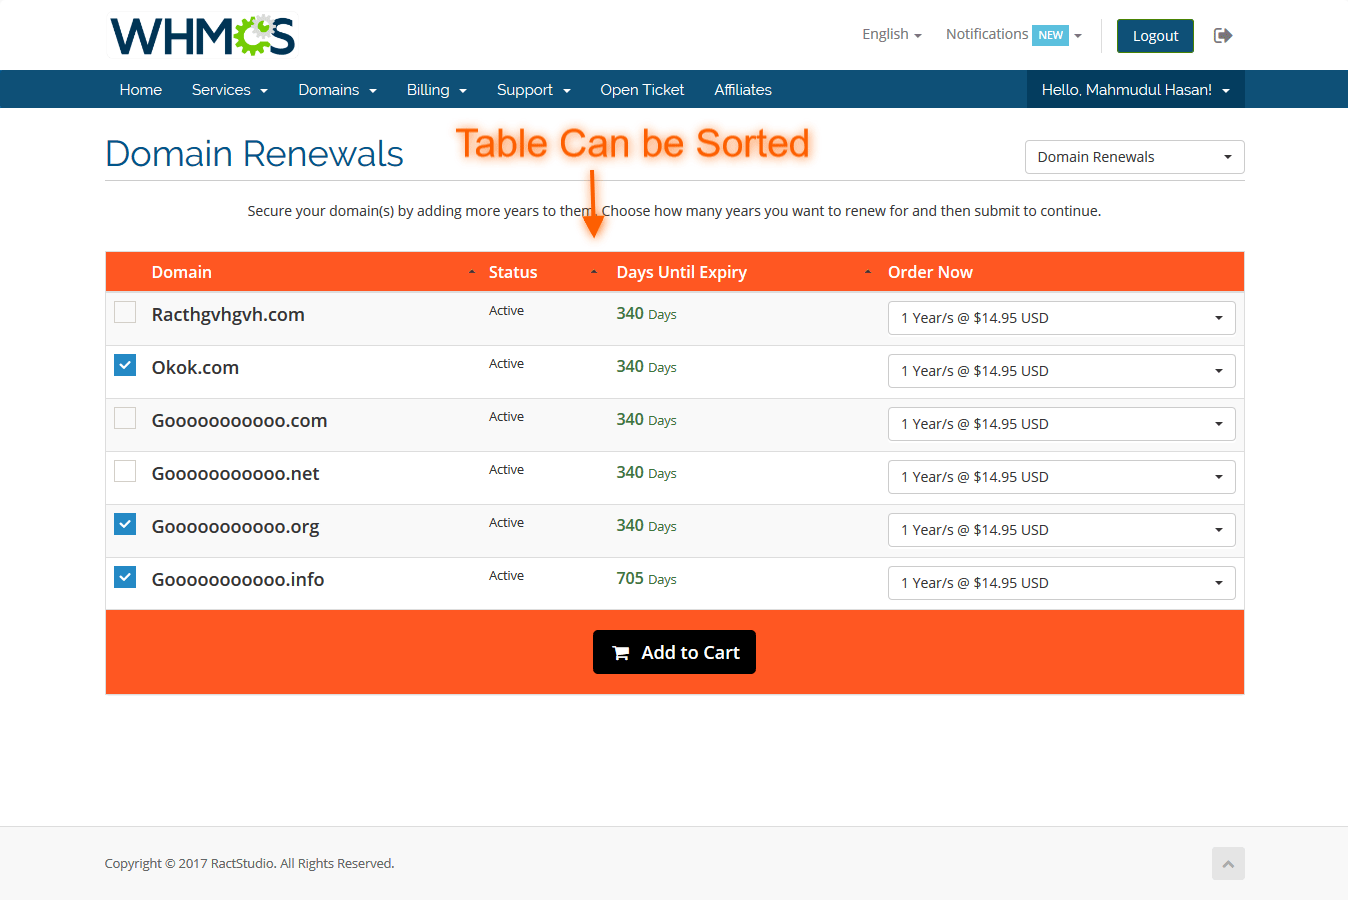 WHMCS
English
Notifications NEW
Logout
Home Services Domains Billing Support Open Ticket Affiliates Hello, Mahmudul Hasan!
Domain Renewals
Table Can be Sorted
Domain Renewals
Secure your domain(s) by adding more years to them. Choose how many years you want to renew for and then submit to continue.
Domain Status Days Until Expiry Order Now
Racthgvhgvh.com Active 340 Days 1 Year/s @ $14.95 USD
Okok.com Active 340 Days 1 Year/s @ $14.95 USD
Gooooooooooo.com Active 340 Days 1 Year/s @ $14.95 USD
Gooooooooooo.net Active 340 Days 1 Year/s @ $14.95 USD
Gooooooooooo.org Active 340 Days 1 Year/s @ $14.95 USD
Gooooooooooo.info Active 705 Days 1 Year/s @ $14.95 USD
Add to Cart
Copyright © 2017 RactStudio. All Rights Reserved.